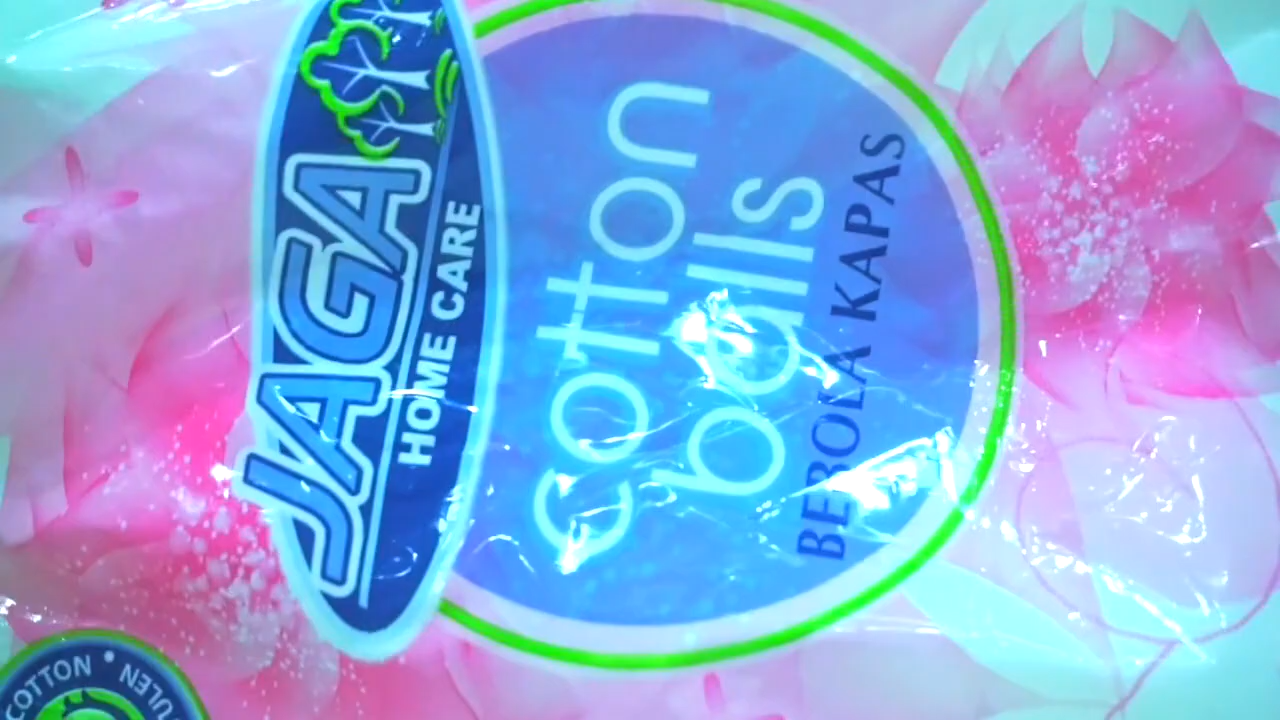 JAGA
HOME CARE
cotton
balls
BEBOLA KAPAS
COTTON •